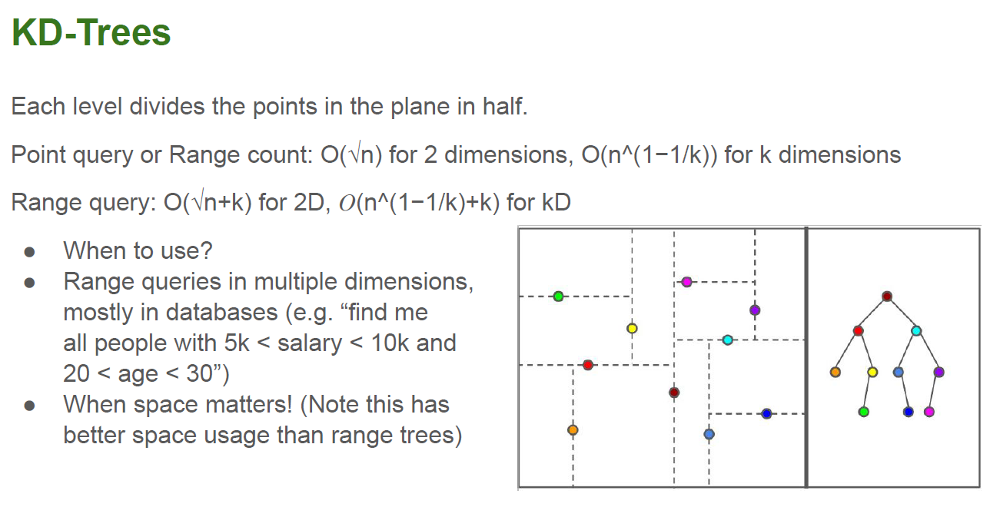 KD-Trees
Each level divides the points in the plane in half.
Point query or Range count: O(√n) for 2 dimensions, O(n^(1−1/k)) for k dimensions
Range query: O(√n+k) for 2D, O(n^(1−1/k)+k) for kD
● When to use?
● Range queries in multiple dimensions,
mostly in databases (e.g. “find me
all people with 5k < salary < 10k and
20 < age < 30”)
● When space matters! (Note this has
better space usage than range trees)